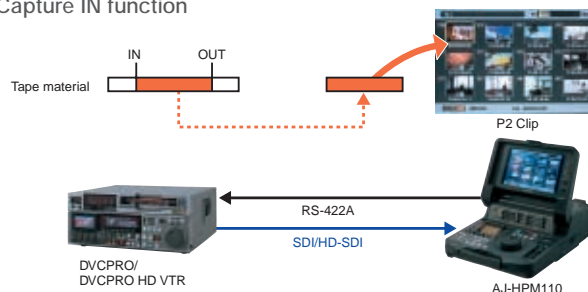 Capture IN function
IN
OUT
Tape material
P2 Clip
RS-422A
SDI/HD-SDI
DVCPRO/
DVCPRO HD VTR
AJ-HPM110